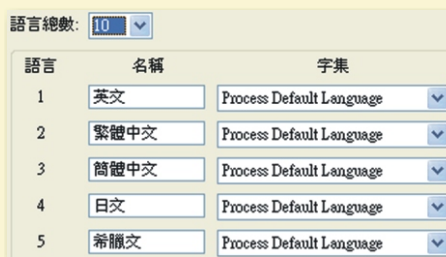 語言總數: 10
語言 名稱 字集
1 英文 Process Default Language
2 繁體中文 Process Default Language
3 簡體中文 Process Default Language
4 日文 Process Default Language
5 希臘文 Process Default Language